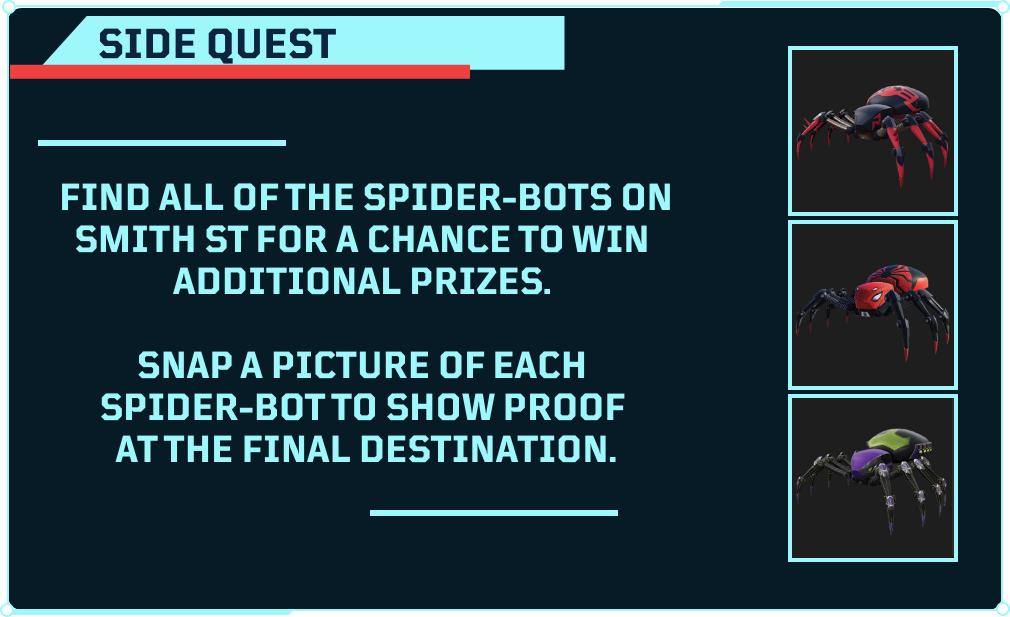 SIDE QUEST
FIND ALL OF THE SPIDER-BOTS ON
SMITH ST FOR A CHANCE TO WIN
ADDITIONAL PRIZES.
SNAP A PICTURE OF EACH
SPIDER-BOT TO SHOW PROOF
AT THE FINAL DESTINATION.